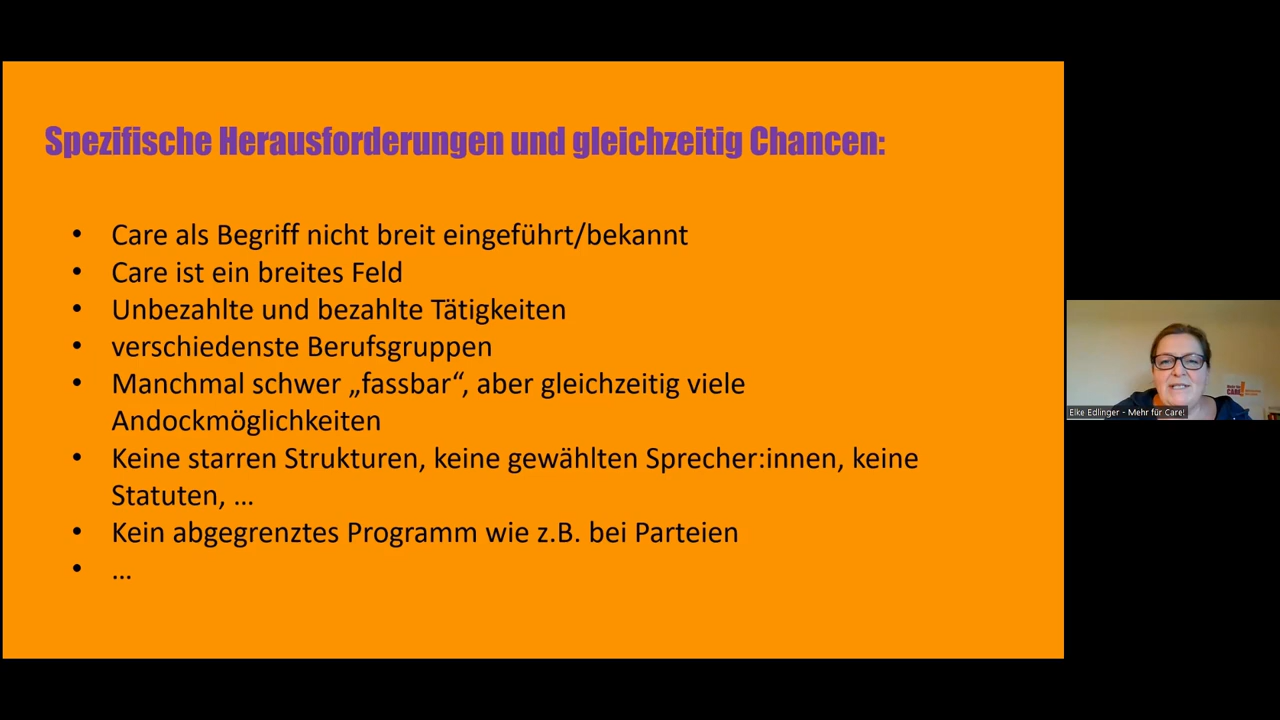 Spezifische Herausforderungen und gleichzeitig Chancen:
• Care als Begriff nicht breit eingeführt/bekannt
• Care ist ein breites Feld
• Unbezahlte und bezahlte Tätigkeiten
• verschiedenste Berufsgruppen
• Manchmal schwer „fassbar“, aber gleichzeitig viele
Andockmöglichkeiten
• Keine starren Strukturen, keine gewählten Sprecher:innen, keine
Statuten, ...
• Kein abgegrenztes Programm wie z.B. bei Parteien
• ...
CARE
Elke Edlinger - Mehr für Care!